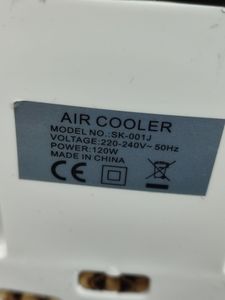 AIR COOLER
MODEL NO.:SK-001J
VOLTAGE:220-240V~50Hz
POWER:120W
MADE IN CHINA
CE